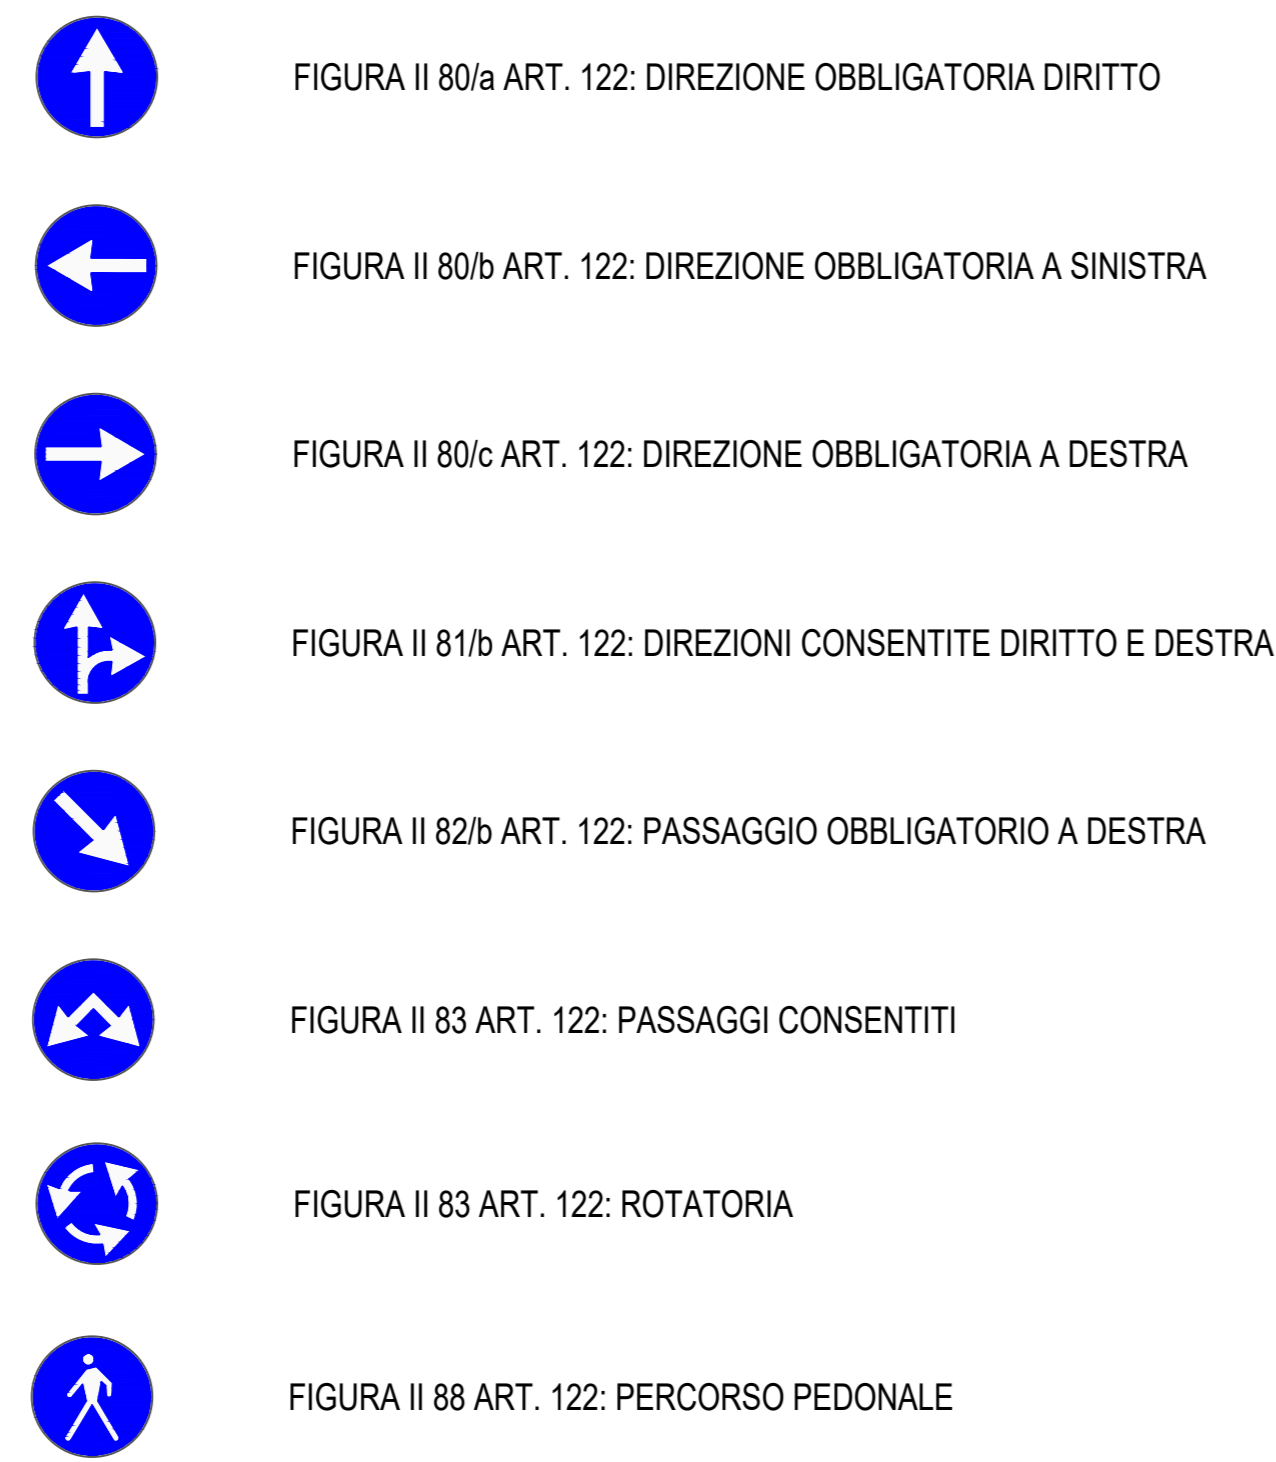 FIGURA II 80/a ART. 122: DIREZIONE OBBLIGATORIA DIRITTO
FIGURA II 80/b ART. 122: DIREZIONE OBBLIGATORIA A SINISTRA
FIGURA II 80/c ART. 122: DIREZIONE OBBLIGATORIA A DESTRA
FIGURA II 81/b ART. 122: DIREZIONI CONSENTITE DIRITTO E DESTRA
FIGURA II 82/b ART. 122: PASSAGGIO OBBLIGATORIO A DESTRA
FIGURA II 83 ART. 122: PASSAGGI CONSENTITI
FIGURA II 83 ART. 122: ROTATORIA
FIGURA II 88 ART. 122: PERCORSO PEDONALE